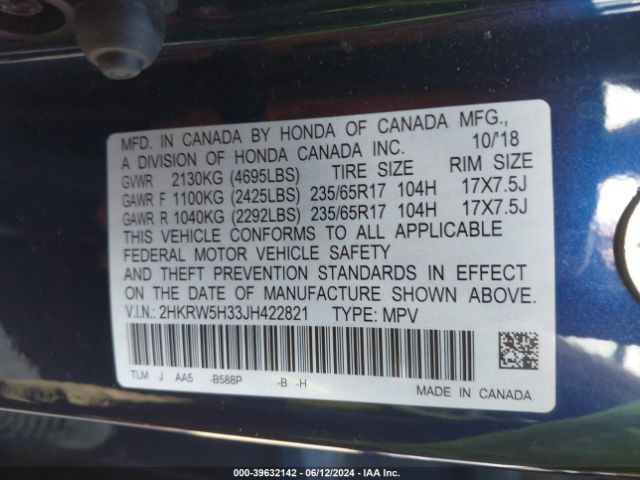 MFD. IN CANADA BY HONDA OF CANADA MFG.,
A DIVISION OF HONDA CANADA INC. 10/'18
GVWR 2130KG (4695LBS) TIRE SIZE RIM SIZE
GAWR F 1100KG (2425LBS) 235/65R17 104H 17X7.5J
GAWR R 1040KG (2292LBS) 235/65R17 104H 17X7.5J
THIS VEHICLE CONFORMS TO ALL APPLICABLE
FEDERAL MOTOR VEHICLE SAFETY
AND THEFT PREVENTION STANDARDS IN EFFECT
ON THE DATE OF MANUFACTURE SHOWN ABOVE.
V.I.N.: 2HKRW5H33JH422821 TYPE: MPV
TLM J AA5 -B588P -B -H
MADE IN CANADA
000-39632142 - 06/12/2024 - IAA Inc.